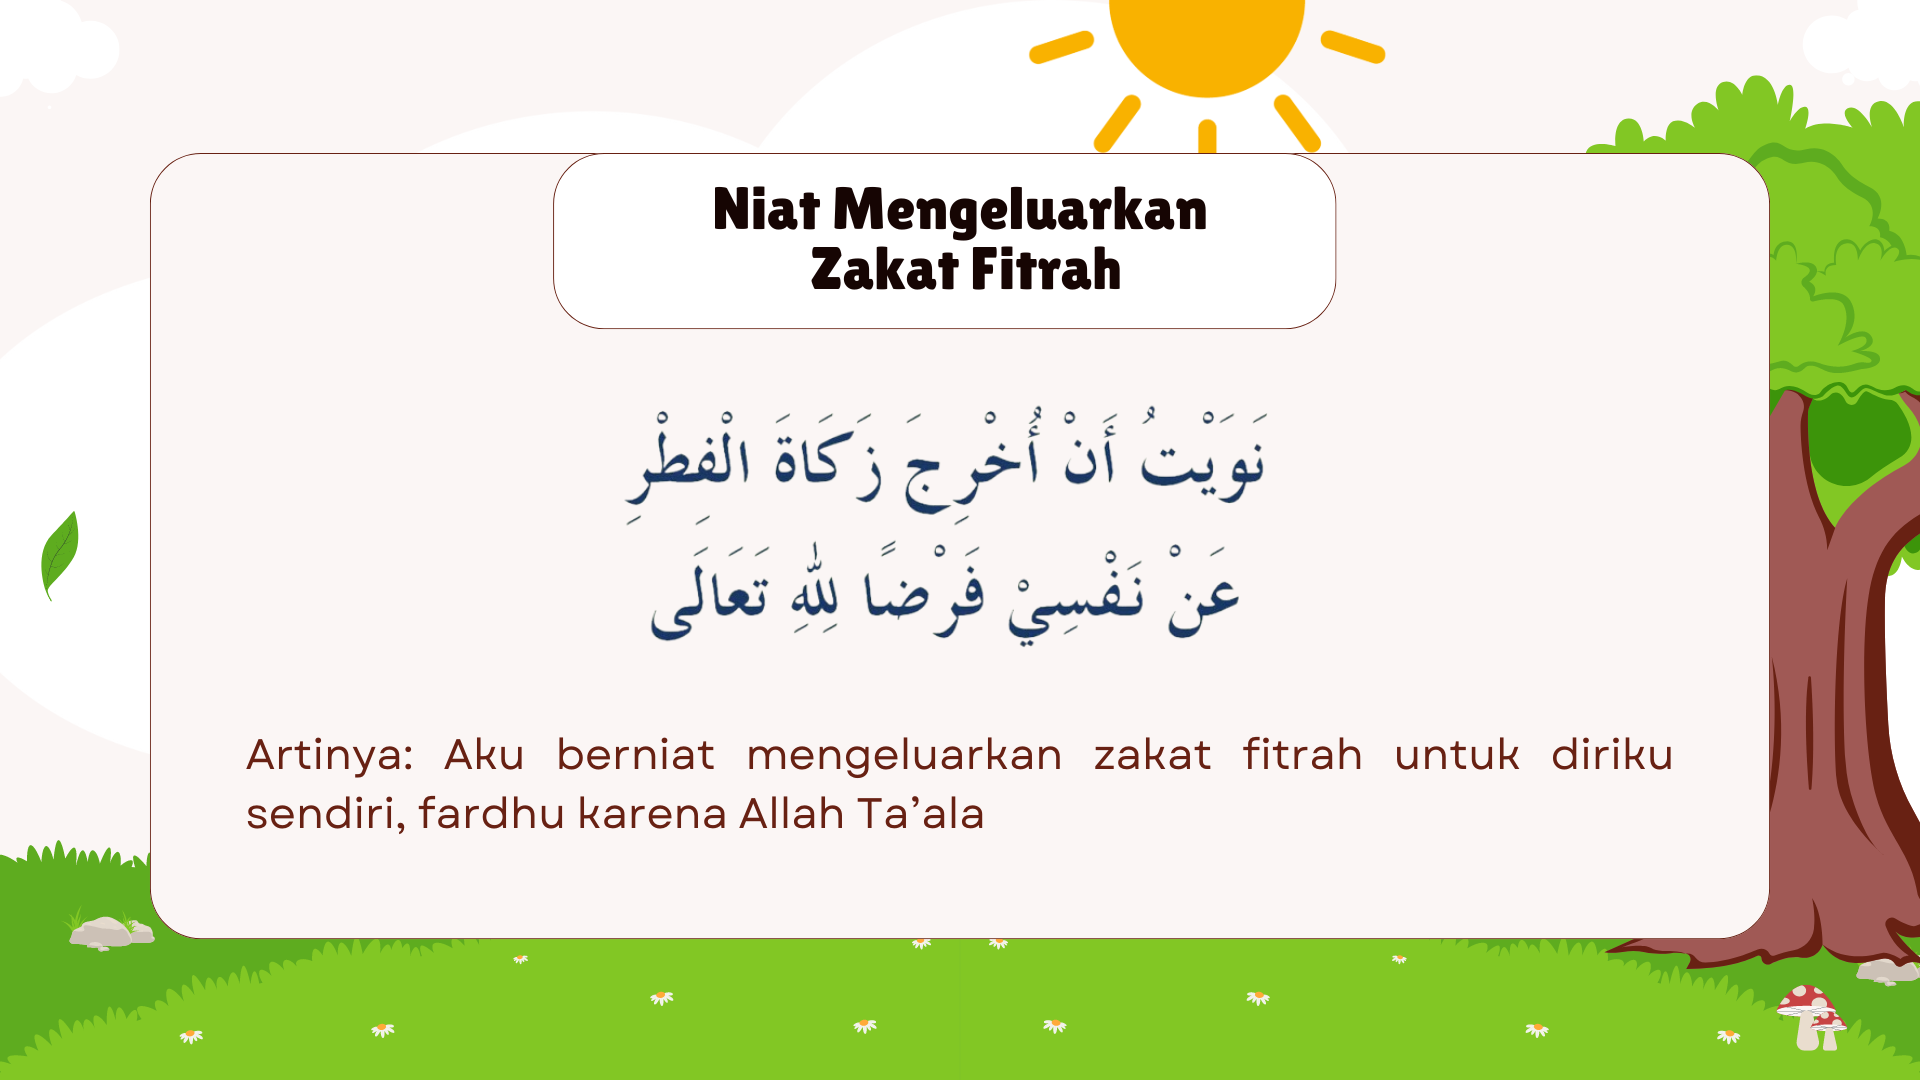 Niat Mengeluarkan
Zakat Fitrah
نَوَيْتُ أَنْ أُخْرِجَ زَكَاةَ الْفِطْرِ
عَنْ نَفْسِيْ فَرْضًا لِلّٰهِ تَعَالَى
Artinya: Aku berniat mengeluarkan zakat fitrah untuk diriku
sendiri, fardhu karena Allah Ta’ala